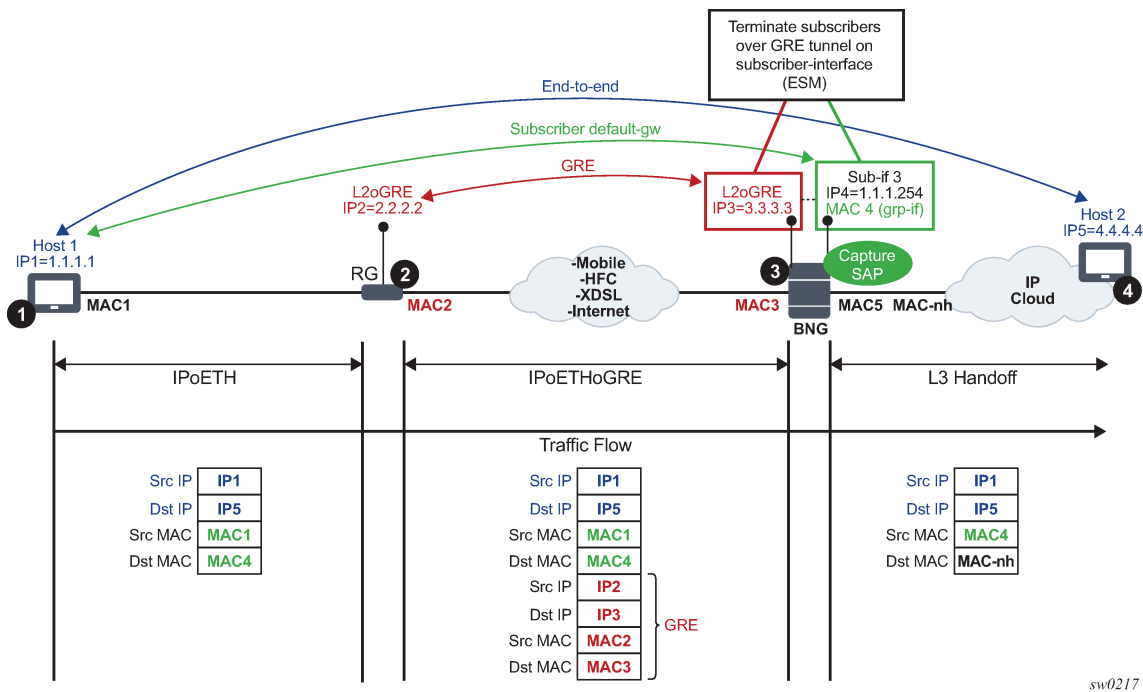 Terminate subscribers
over GRE tunnel on
subscriber-interface
(ESM)
End-to-end
Subscriber default-gw
GRE
L2oGRE
IP2=2.2.2.2
L2oGRE
IP3=3.3.3.3
Sub-if 3
IP4=1.1.1.254
MAC 4 (grp-if)
Host 1
IP1=1.1.1.1
Host 2
IP5=4.4.4.4
1
MAC1
RG
2
MAC2
-Mobile
-HFC
-XDSL
-Internet
MAC3
3
BNG
Capture
SAP
MAC5
MAC-nh
IP
Cloud
4
IPoETH
IPoETHoGRE
L3 Handoff
Traffic Flow
Src IP IP1
Dst IP IP5
Src MAC MAC1
Dst MAC MAC4
Src IP IP1
Dst IP IP5
Src MAC MAC1
Dst MAC MAC4
Src IP IP2
Dst IP IP3
Src MAC MAC2
Dst MAC MAC3
GRE
Src IP IP1
Dst IP IP5
Src MAC MAC4
Dst MAC MAC-nh
sw0217